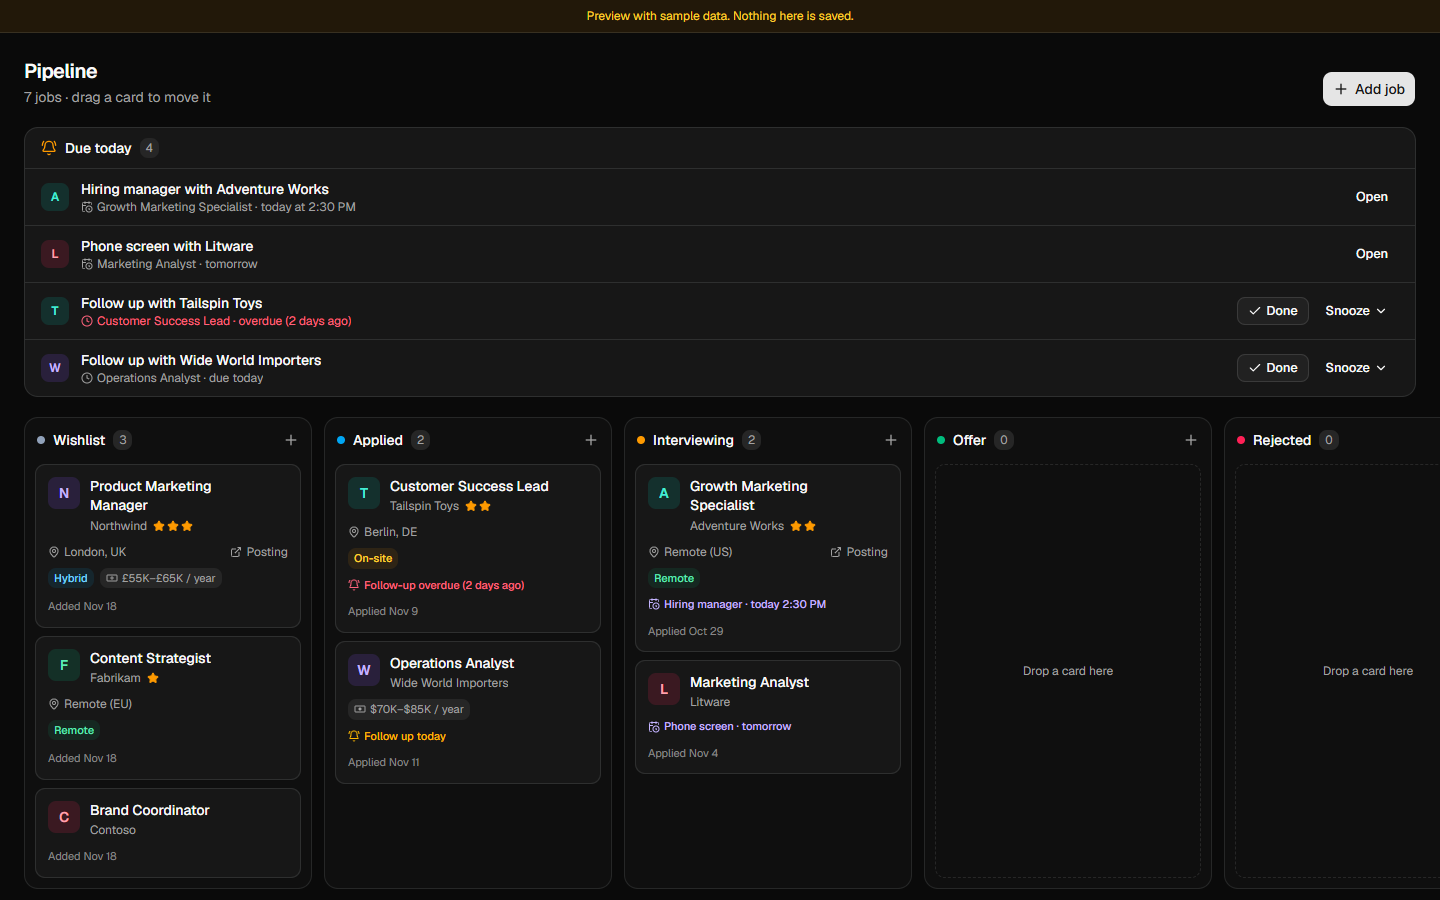 Preview with sample data. Nothing here is saved.
Pipeline
7 jobs · drag a card to move it
+ Add job
Due today 4
A
Hiring manager with Adventure Works
Growth Marketing Specialist · today at 2:30 PM
Open
L
Phone screen with Litware
Marketing Analyst · tomorrow
Open
T
Follow up with Tailspin Toys
Customer Success Lead · overdue (2 days ago)
Done
Snooze
W
Follow up with Wide World Importers
Operations Analyst · due today
Done
Snooze
Wishlist 3
N
Product Marketing
Manager
Northwind
London, UK
Posting
Hybrid
£55K–£65K / year
Added Nov 18
F
Content Strategist
Fabrikam
Remote (EU)
Remote
Added Nov 18
C
Brand Coordinator
Contoso
Added Nov 18
Applied 2
T
Customer Success Lead
Tailspin Toys
Berlin, DE
On-site
Follow-up overdue (2 days ago)
Applied Nov 9
W
Operations Analyst
Wide World Importers
$70K–$85K / year
Follow up today
Applied Nov 11
Interviewing 2
A
Growth Marketing
Specialist
Adventure Works
Remote (US)
Posting
Remote
Hiring manager · today 2:30 PM
Applied Oct 29
L
Marketing Analyst
Litware
Phone screen · tomorrow
Applied Nov 4
Offer 0
Drop a card here
Rejected 0
Drop a card here